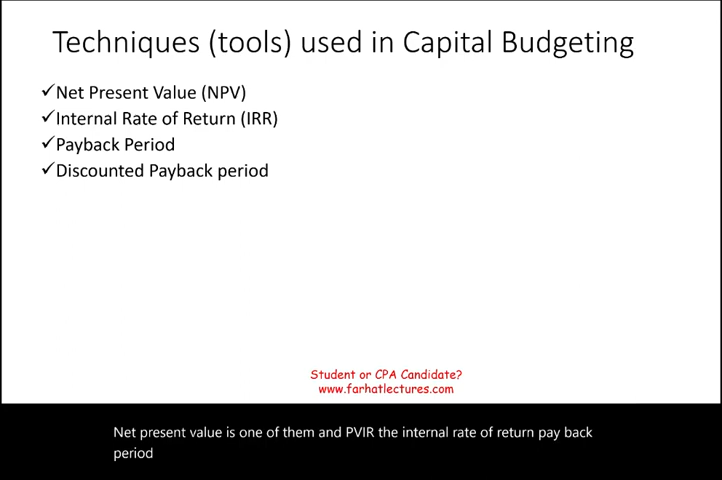 Techniques (tools) used in Capital Budgeting
✓Net Present Value (NPV)
✓Internal Rate of Return (IRR)
✓Payback Period
✓Discounted Payback period
Student or CPA Candidate?
www.farhatlectures.com
Net present value is one of them and PVIR the internal rate of return pay back
period